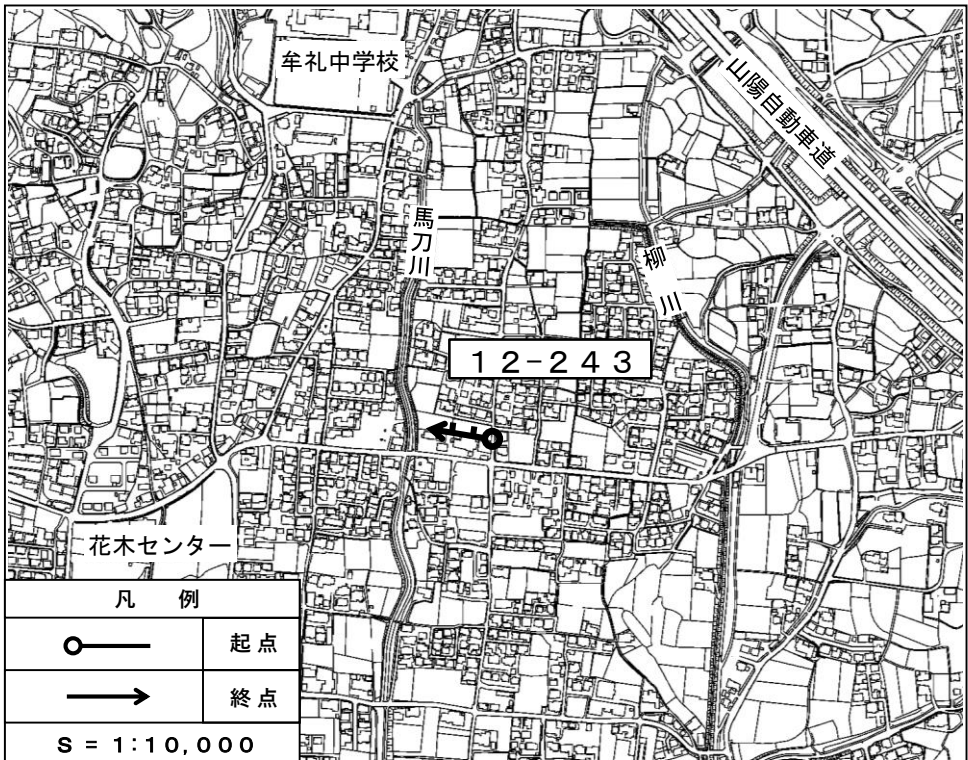 牟礼中学校
山陽自動車道
馬刀川
柳川
12-243
花木センター
凡 例
起点
終点
S = 1:10,000